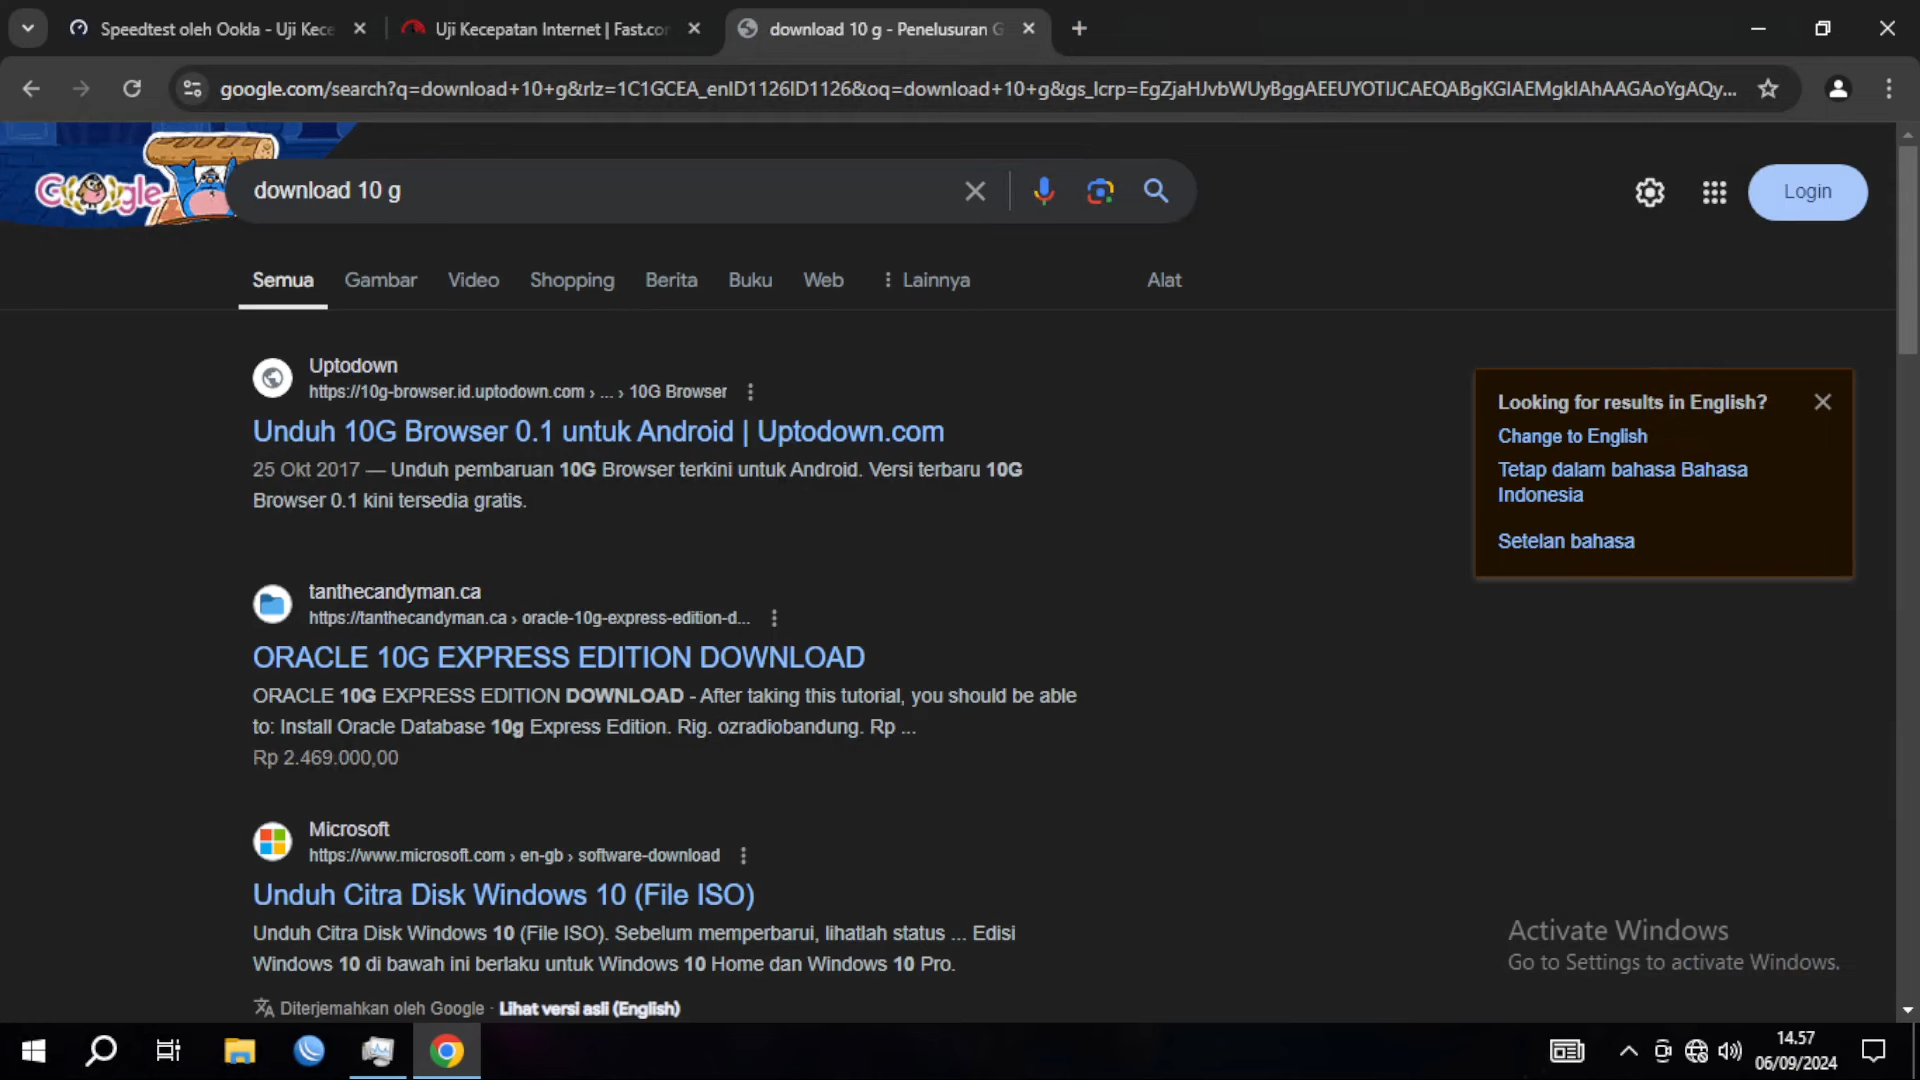 Speedtest oleh Ookla - Uji Kece
Uji Kecepatan Internet | Fast.co
download 10 g - Penelusuran G
google.com/search?q=download+10+g&rlz=1C1GCEA_enID1126ID1126&oq=download+10+g&gs_lcrp=EgZjaHJvbWUyBggAEEUYOTIJCAEQABgKGIAEMgkIAhAAGAoYgAQy...
Google
download 10 g
Login
Semua
Gambar
Video
Shopping
Berita
Buku
Web
Lainnya
Alat
Uptodown
https://10g-browser.id.uptodown.com › ... › 10G Browser
Unduh 10G Browser 0.1 untuk Android | Uptodown.com
25 Okt 2017 — Unduh pembaruan 10G Browser terkini untuk Android. Versi terbaru 10G
Browser 0.1 kini tersedia gratis.
Looking for results in English?
Change to English
Tetap dalam bahasa Bahasa
Indonesia
Setelan bahasa
tanthecandyman.ca
https://tanthecandyman.ca › oracle-10g-express-edition-d...
ORACLE 10G EXPRESS EDITION DOWNLOAD
ORACLE 10G EXPRESS EDITION DOWNLOAD - After taking this tutorial, you should be able
to: Install Oracle Database 10g Express Edition. Rig. ozradiobandung. Rp ...
Rp 2.469.000,00
Microsoft
https://www.microsoft.com › en-gb › software-download
Unduh Citra Disk Windows 10 (File ISO)
Unduh Citra Disk Windows 10 (File ISO). Sebelum memperbarui, lihatlah status ... Edisi
Windows 10 di bawah ini berlaku untuk Windows 10 Home dan Windows 10 Pro.
Diterjemahkan oleh Google · Lihat versi asli (English)
Activate Windows
Go to Settings to activate Windows.
14.57
06/09/2024